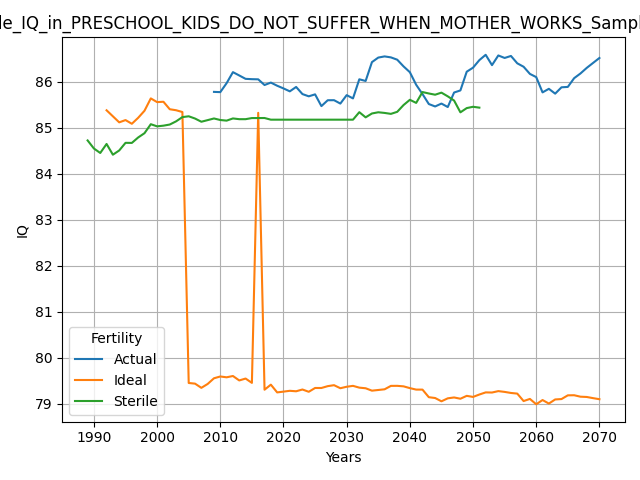 le_IQ_in_PRESCHOOL_KIDS_DO_NOT_SUFFER_WHEN_MOTHER_WORKS_Sampl
86
85
84
83
82
81
80
79
IQ
Fertility
Actual
Ideal
Sterile
1990 2000 2010 2020 2030 2040 2050 2060 2070
Years